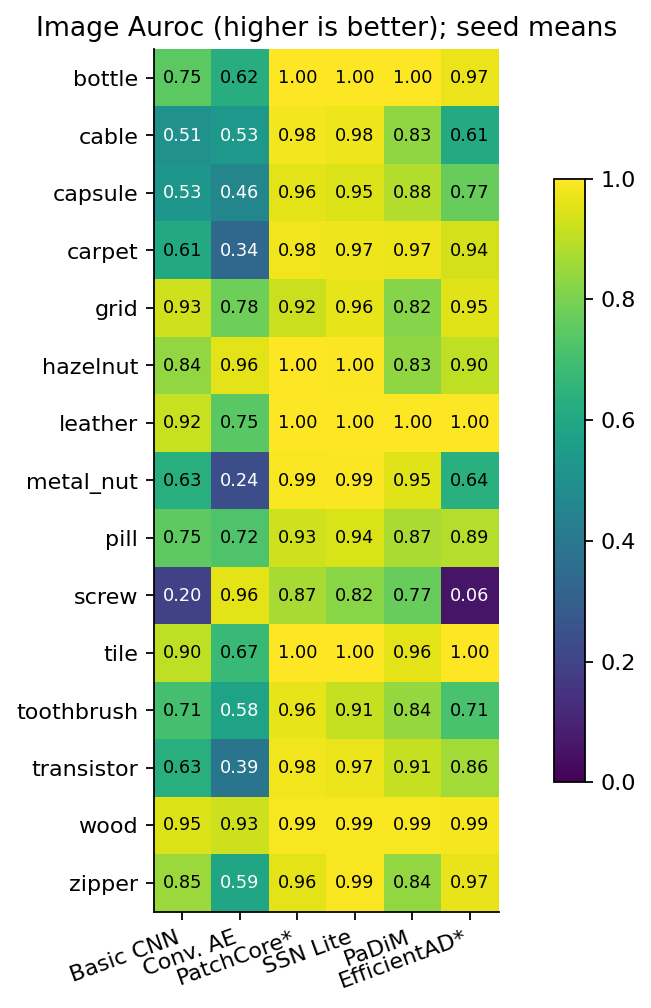 Image Auroc (higher is better); seed means
bottle 0.75 0.62 1.00 1.00 1.00 0.97
cable 0.51 0.53 0.98 0.98 0.83 0.61
capsule 0.53 0.46 0.96 0.95 0.88 0.77
carpet 0.61 0.34 0.98 0.97 0.97 0.94
grid 0.93 0.78 0.92 0.96 0.82 0.95
hazelnut 0.84 0.96 1.00 1.00 0.83 0.90
leather 0.92 0.75 1.00 1.00 1.00 1.00
metal_nut 0.63 0.24 0.99 0.99 0.95 0.64
pill 0.75 0.72 0.93 0.94 0.87 0.89
screw 0.20 0.96 0.87 0.82 0.77 0.06
tile 0.90 0.67 1.00 1.00 0.96 1.00
toothbrush 0.71 0.58 0.96 0.91 0.84 0.71
transistor 0.63 0.39 0.98 0.97 0.91 0.86
wood 0.95 0.93 0.99 0.99 0.99 0.99
zipper 0.85 0.59 0.96 0.99 0.84 0.97
Basic CNN
Conv. AE
PatchCore*
SSN Lite
PaDiM
EfficientAD*
1.0
0.8
0.6
0.4
0.2
0.0